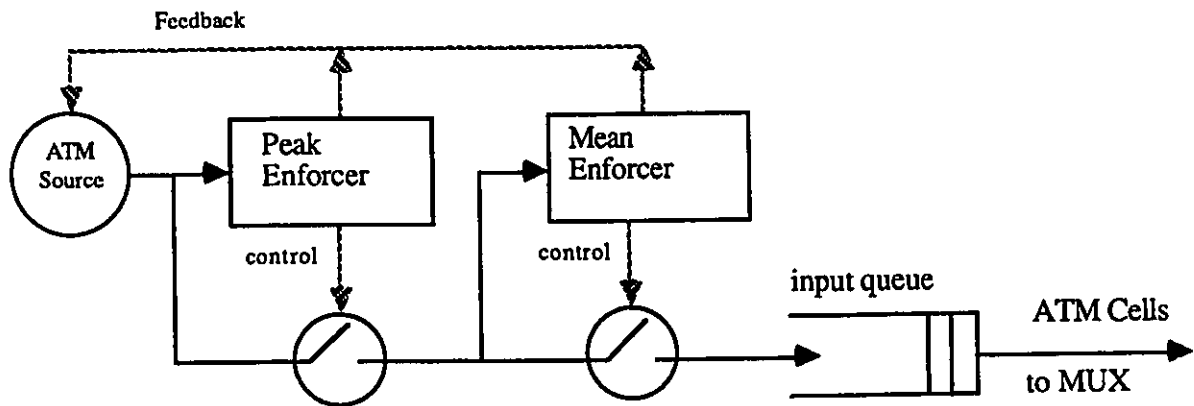 Feedback
ATM
Source
Peak
Enforcer
Mean
Enforcer
control
control
input queue
ATM Cells
to MUX